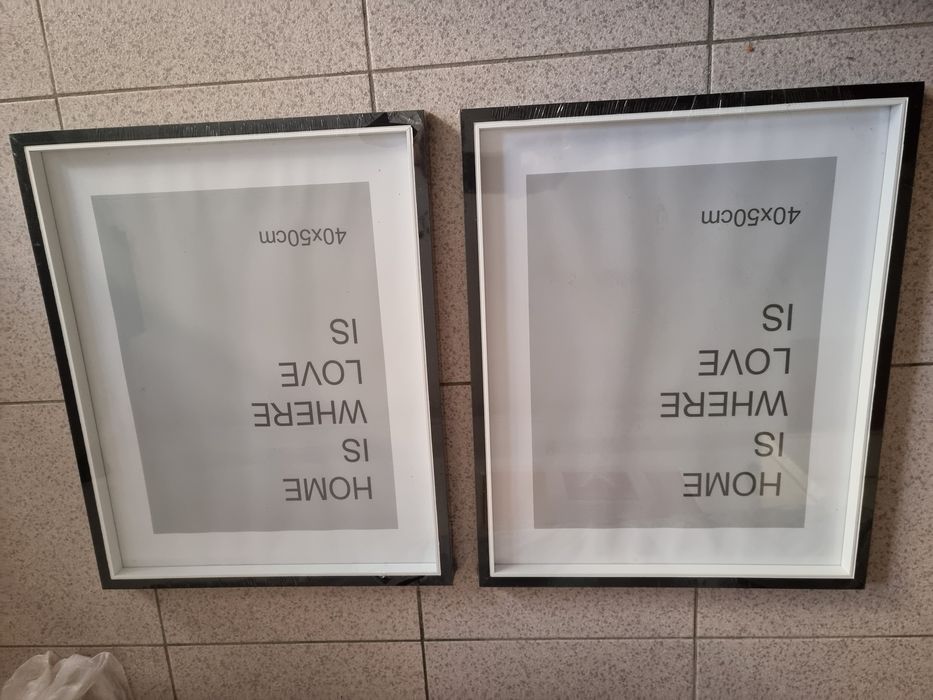 HOME
IS
WHERE
LOVE
IS
40x50cm
HOME
IS
WHERE
LOVE
IS
40x50cm